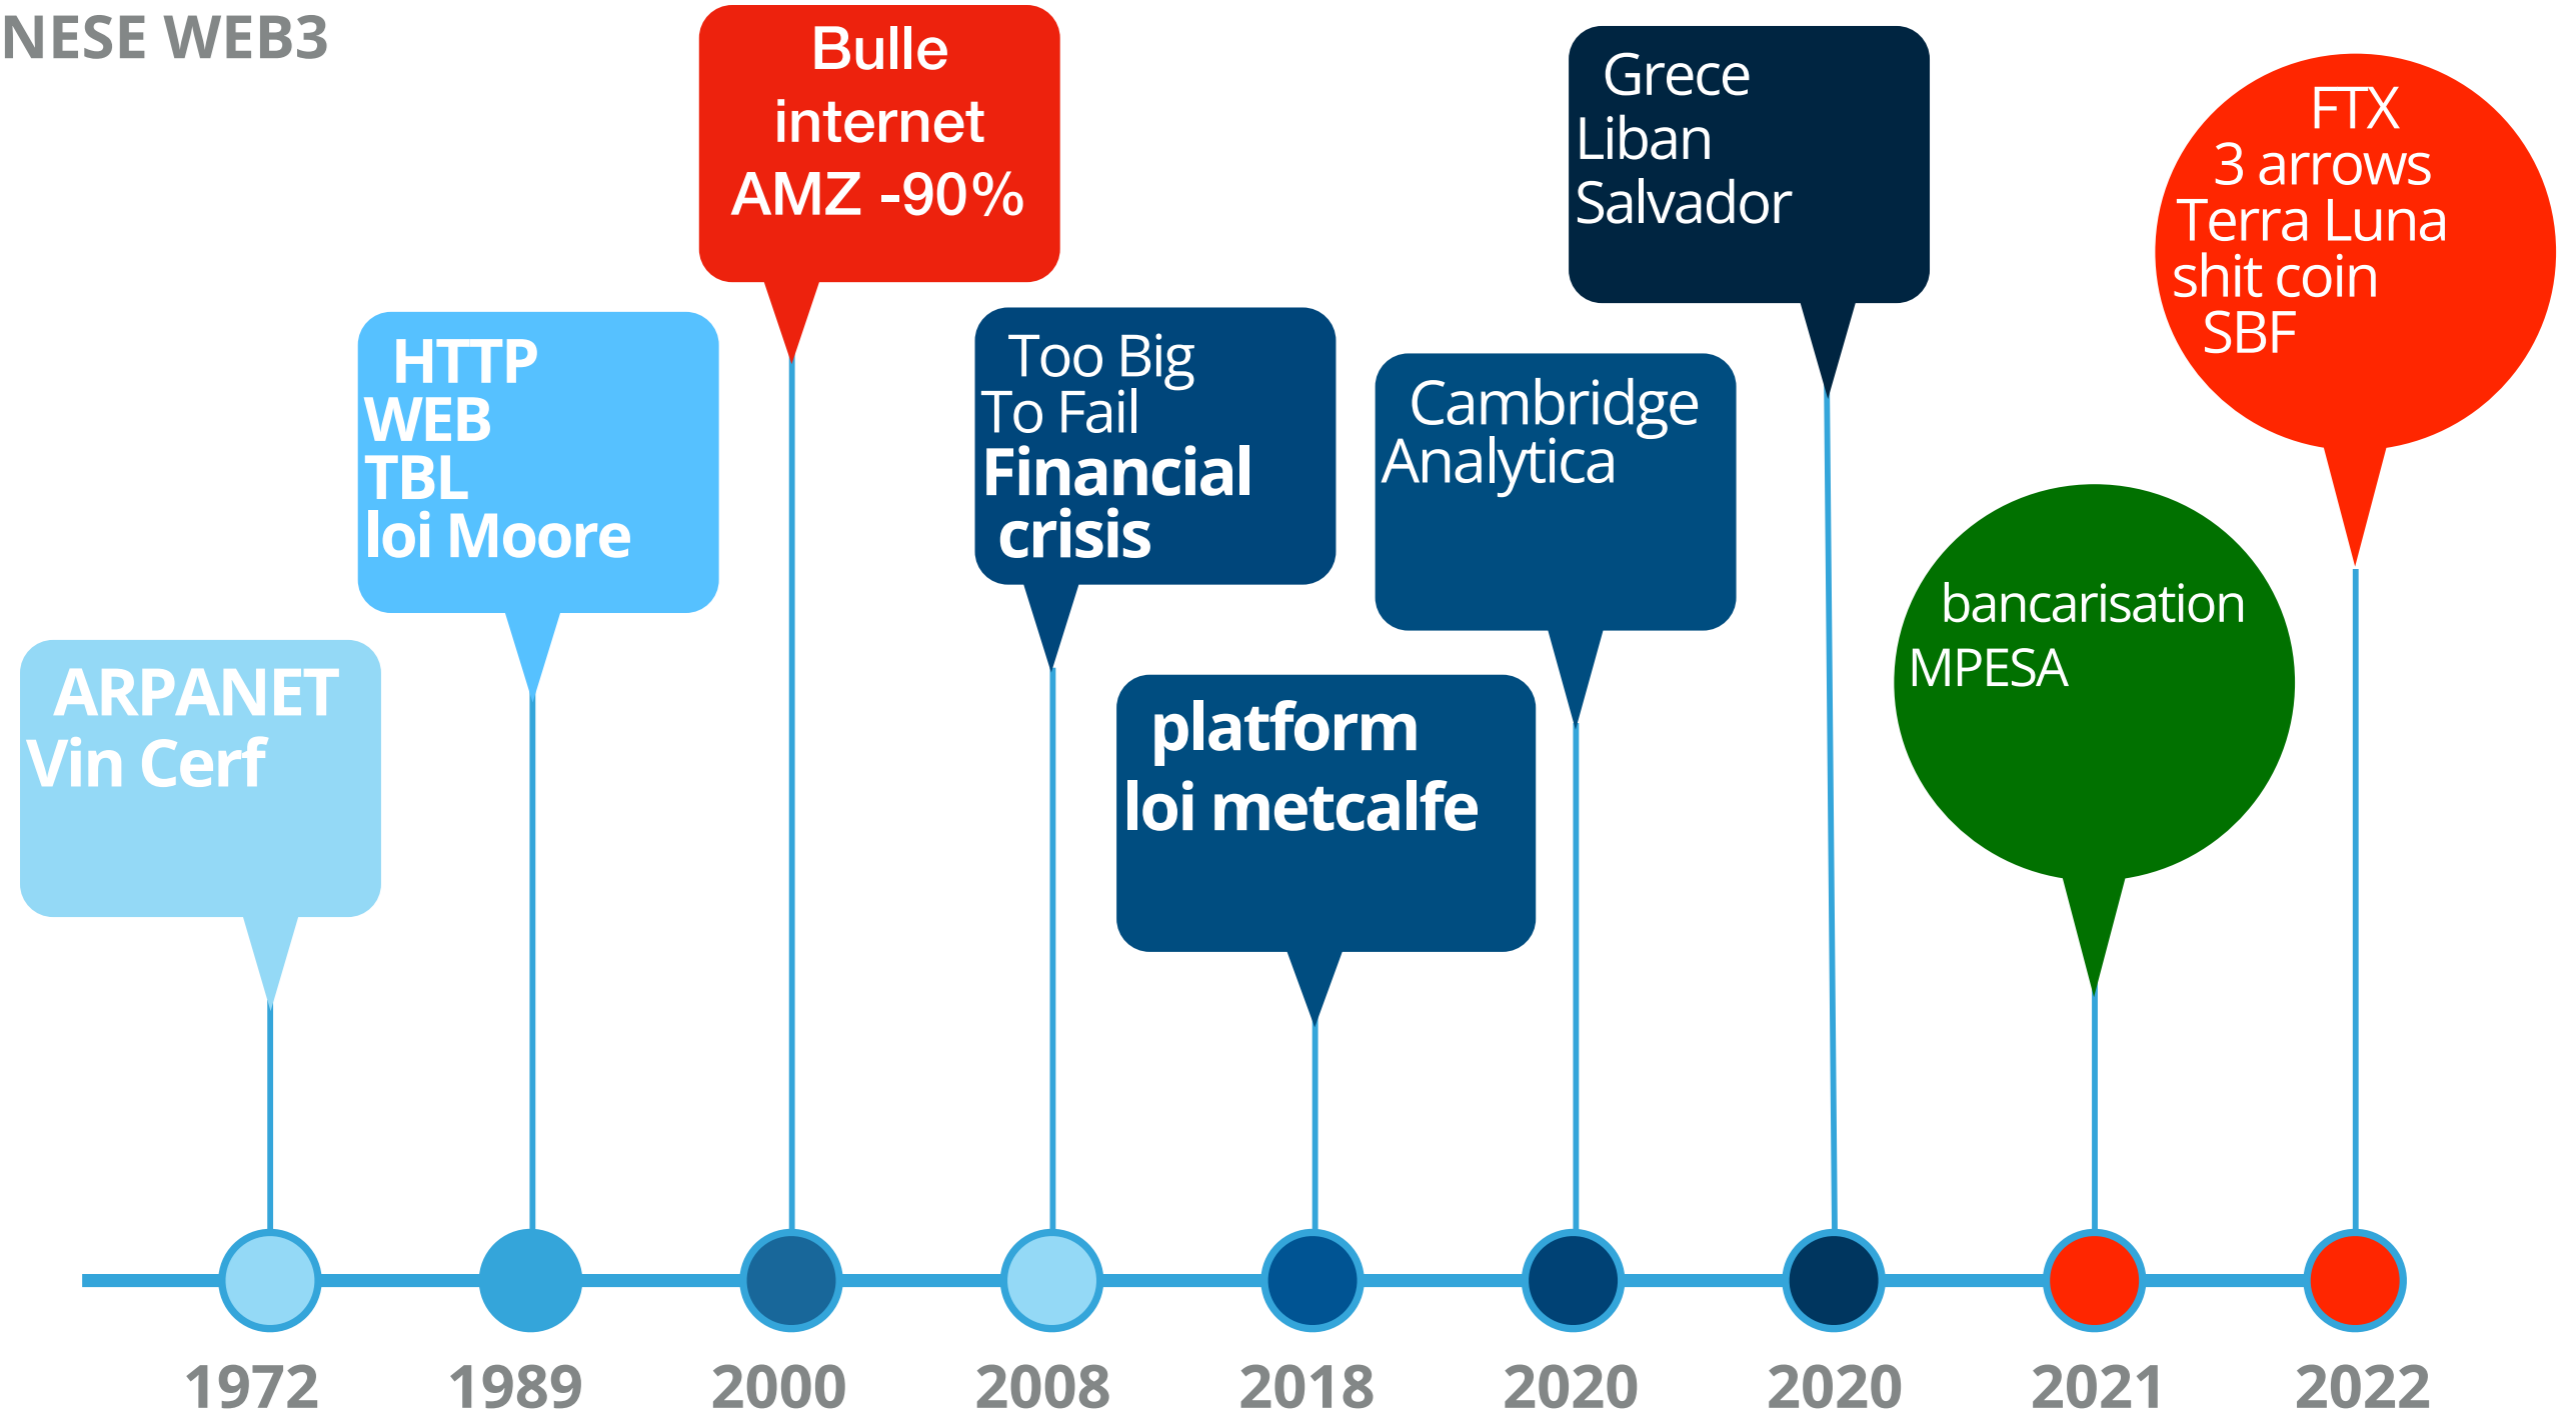 NESE WEB3
ARPANET
Vin Cerf
HTTP
WEB
TBL
loi Moore
Bulle
internet
AMZ -90%
Too Big
To Fail
Financial
crisis
platform
loi metcalfe
Cambridge
Analytica
Grece
Liban
Salvador
bancarisation
MPESA
FTX
3 arrows
Terra Luna
shit coin
SBF
1972
1989
2000
2008
2018
2020
2020
2021
2022